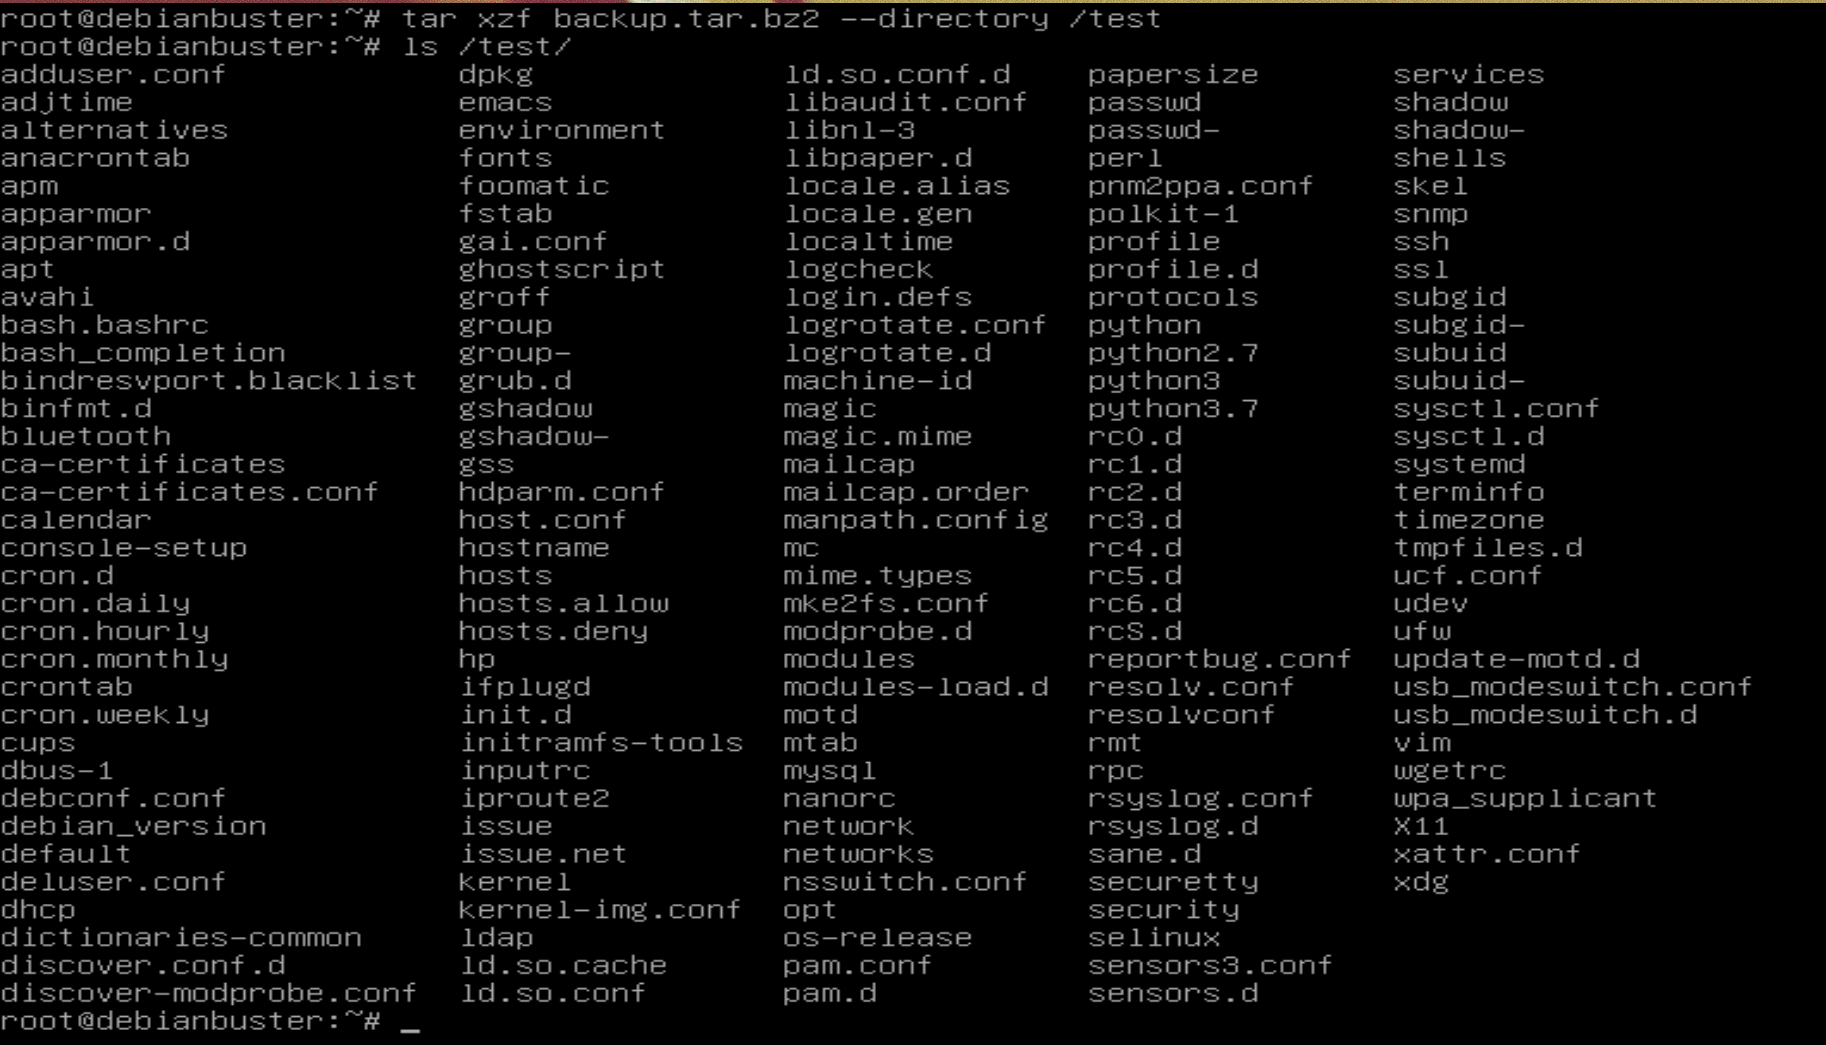 root@debianbuster:~# tar xzf backup.tar.bz2 --directory /test
root@debianbuster:~# ls /test/
adduser.conf dpkg ld.so.conf.d papersize services
adjtime emacs libaudit.conf passwd shadow
alternatives environment libnl-3 passwd- shadow-
anacrontab fonts libpaper.d perl shells
apm foomatic locale.alias pnm2ppa.conf skel
apparmor fstab locale.gen polkit-1 snmp
apparmor.d gai.conf localtime profile ssh
apt ghostscript logcheck profile.d ssl
avahi groff login.defs protocols subgid
bash.bashrc group logrotate.conf python subgid-
bash_completion group- logrotate.d python2.7 subuid
bindresvport.blacklist grub.d machine-id python3 subuid-
binfmt.d gshadow magic python3.7 sysctl.conf
bluetooth gshadow- magic.mime rc0.d sysctl.d
ca-certificates gss mailcap rc1.d systemd
ca-certificates.conf hdparm.conf mailcap.order rc2.d terminfo
calendar host.conf manpath.config rc3.d timezone
console-setup hostname mc rc4.d tmpfiles.d
cron.d hosts mime.types rc5.d ucf.conf
cron.daily hosts.allow mke2fs.conf rc6.d udev
cron.hourly hosts.deny modprobe.d rcS.d ufw
cron.monthly hp modules reportbug.conf update-motd.d
crontab ifplugd modules-load.d resolv.conf usb_modeswitch.conf
cron.weekly init.d motd resolvconf usb_modeswitch.d
cups initramfs-tools mtab rmt vim
dbus-1 inputrc mysql rpc wgetrc
debconf.conf iproute2 nanorc rsyslog.conf wpa_supplicant
debian_version issue network rsyslog.d X11
default issue.net networks sane.d xattr.conf
deluser.conf kernel nsswitch.conf securetty xdg
dhcp kernel-img.conf opt security
dictionaries-common ldap os-release selinux
discover.conf.d ld.so.cache pam.conf sensors3.conf
discover-modprobe.conf ld.so.conf pam.d sensors.d
root@debianbuster:~# _